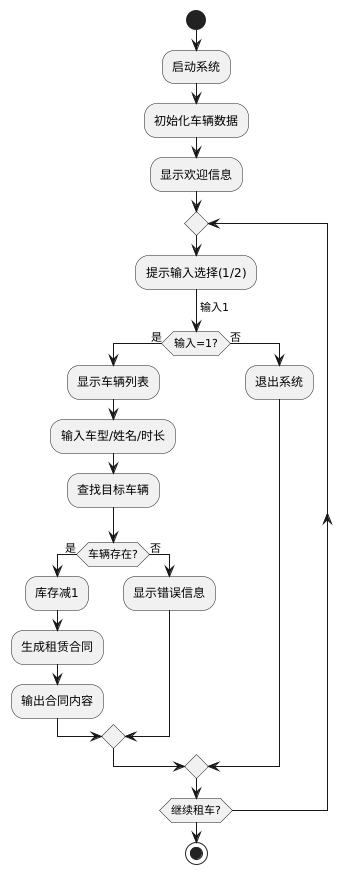 启动系统
初始化车辆数据
显示欢迎信息
提示输入选择(1/2)
输入1
输入=1?
是
否
显示车辆列表
退出系统
输入车型/姓名/时长
查找目标车辆
车辆存在?
是
否
库存减1
显示错误信息
生成租赁合同
输出合同内容
继续租车?